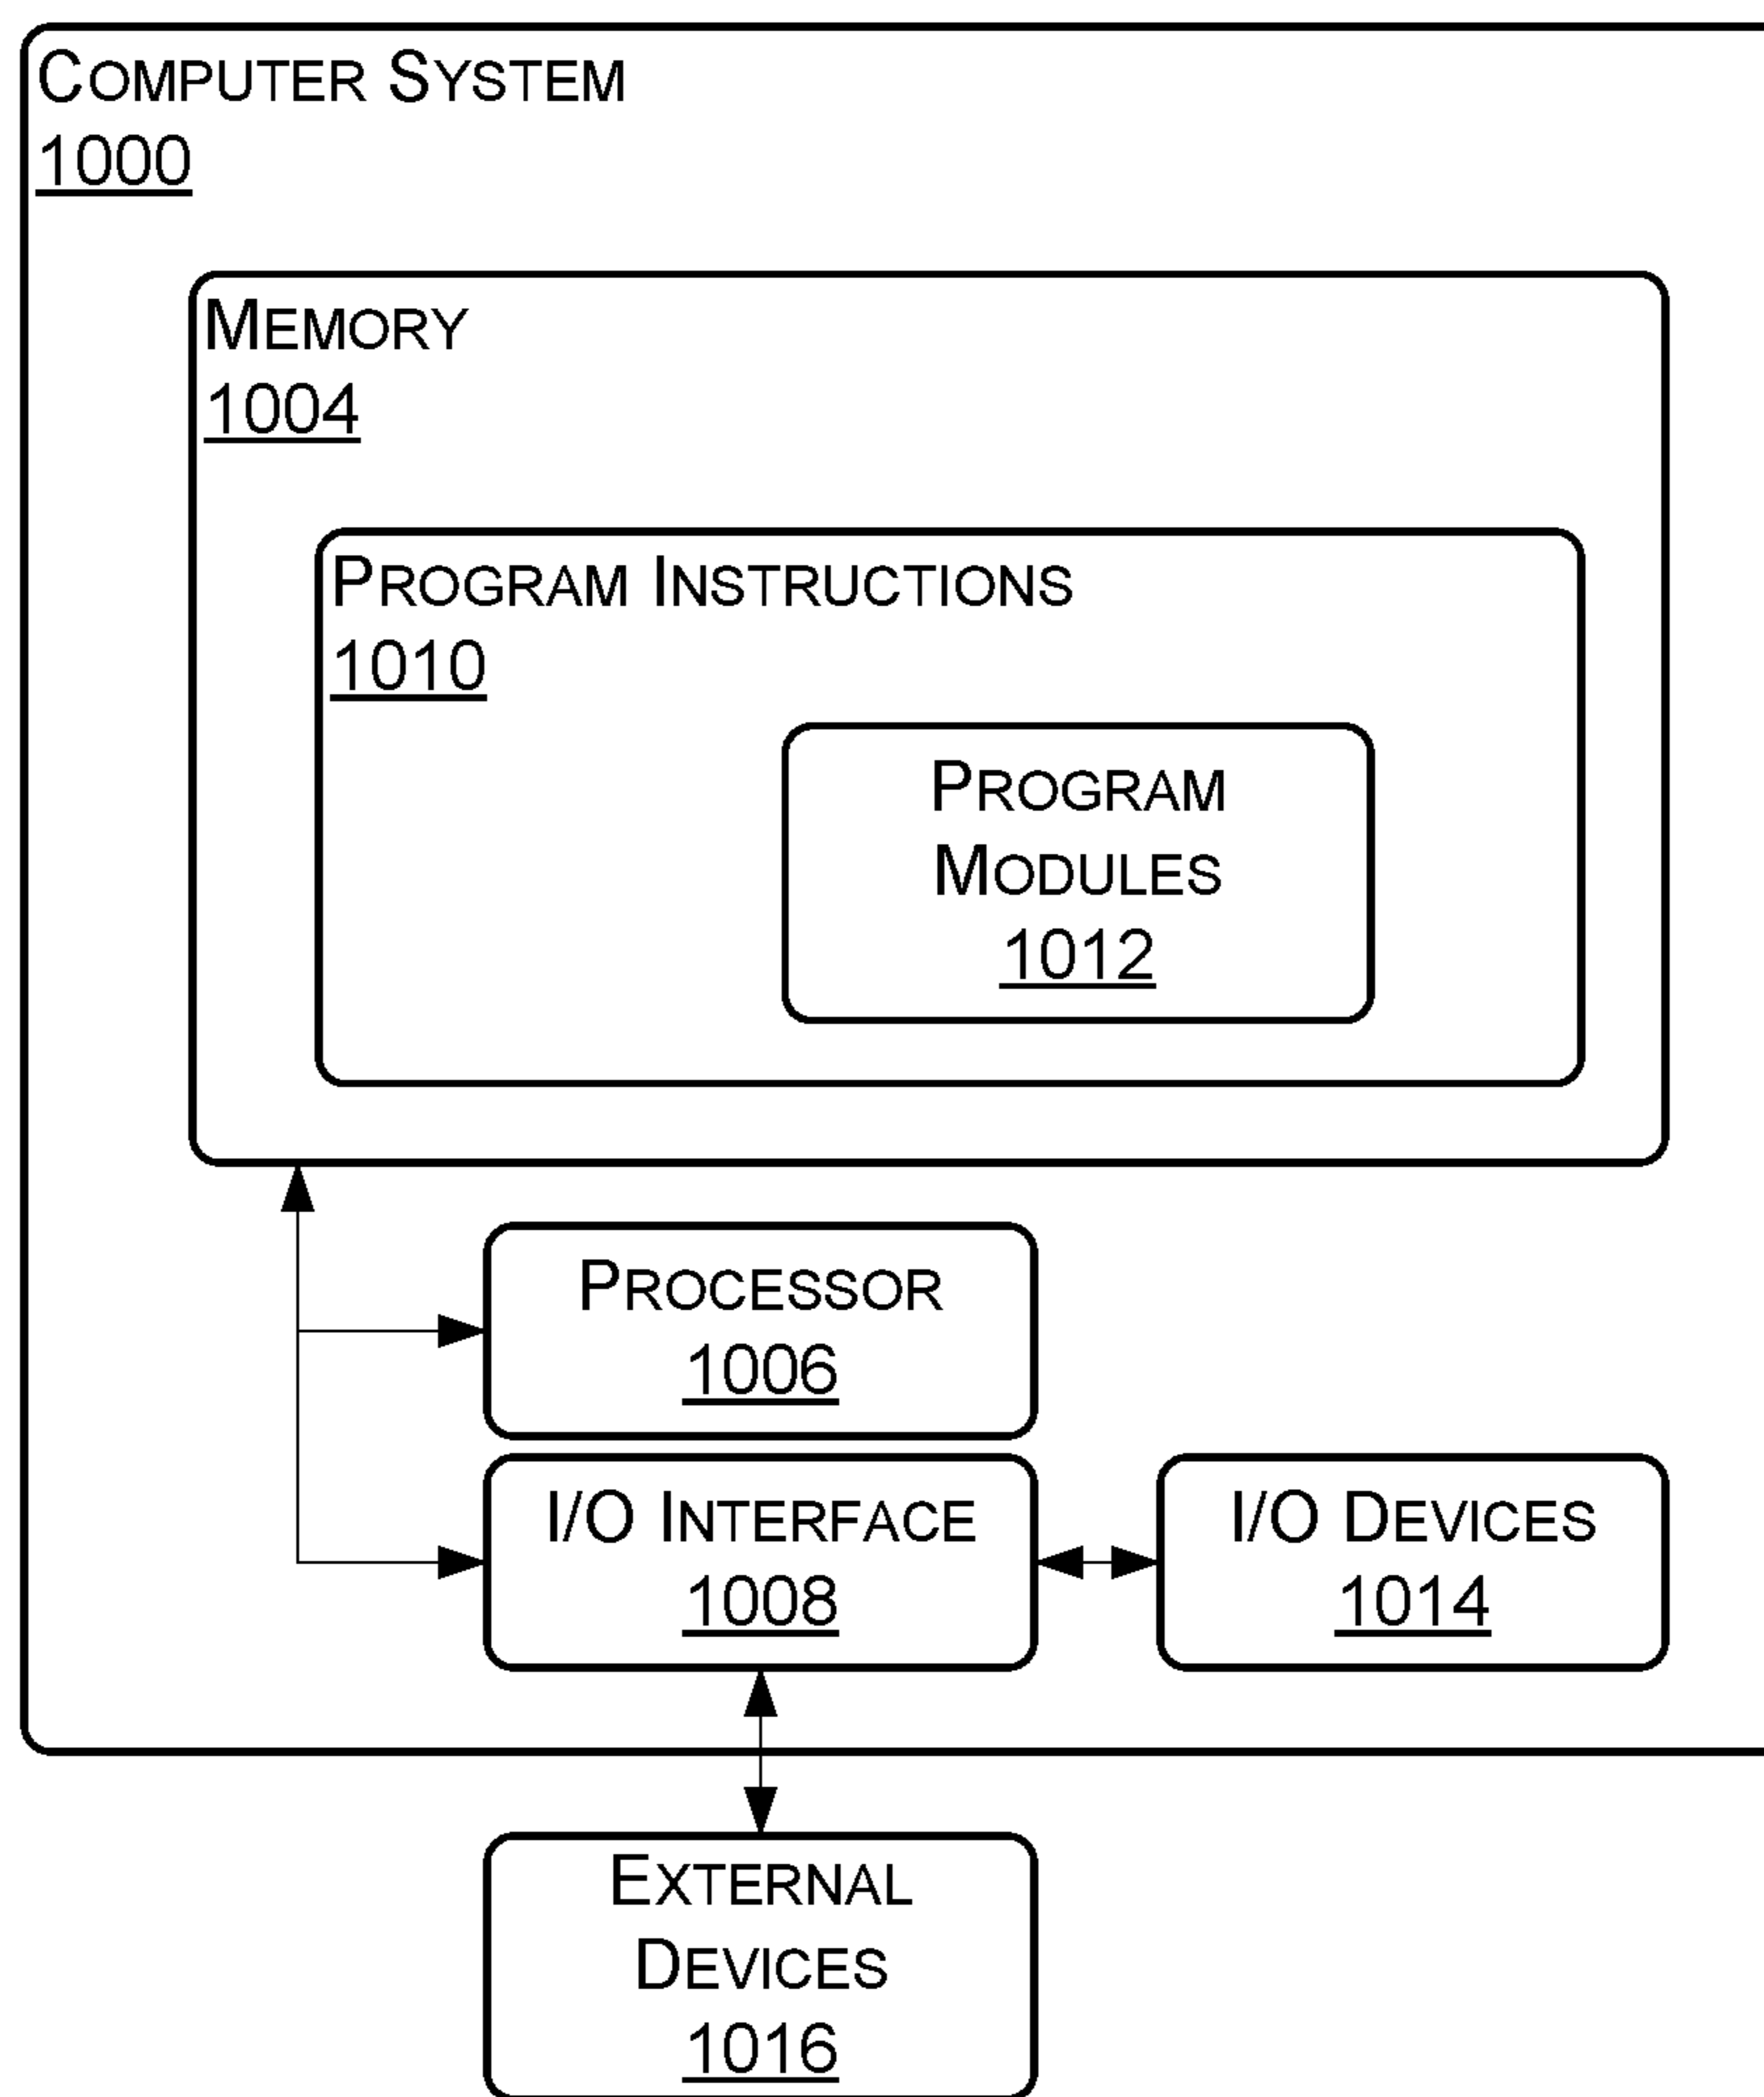 COMPUTER SYSTEM
1000
MEMORY
1004
PROGRAM INSTRUCTIONS
1010
PROGRAM
MODULES
1012
PROCESSOR
1006
I/O INTERFACE
1008
I/O DEVICES
1014
EXTERNAL
DEVICES
1016